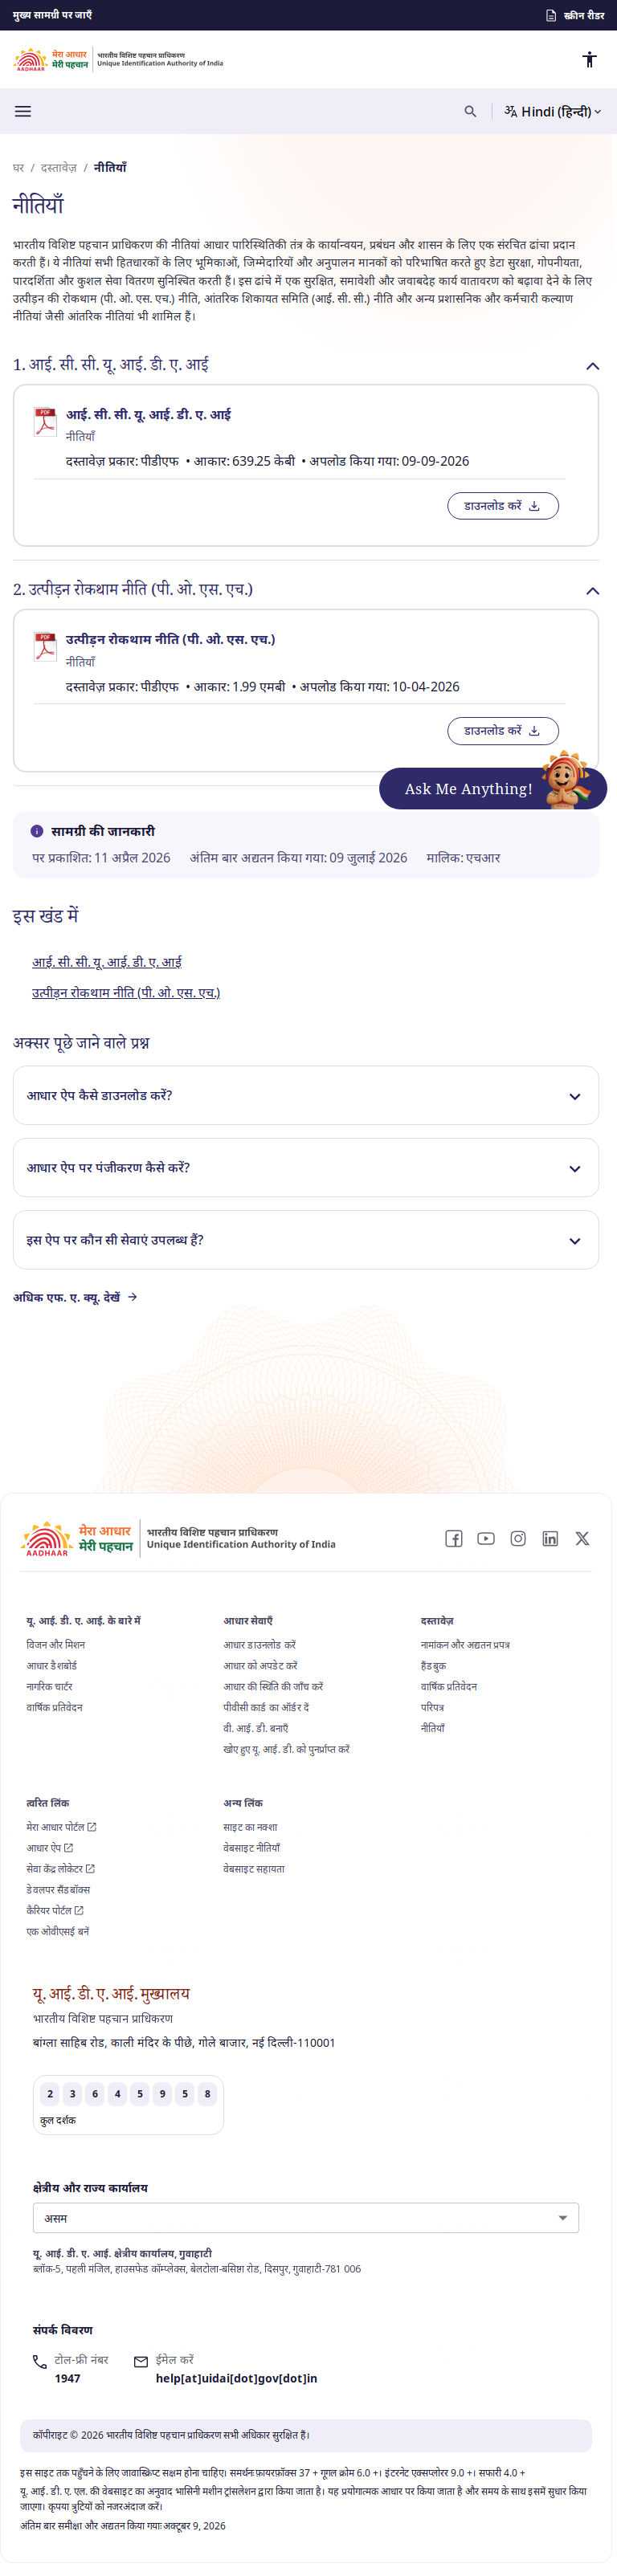 मुख्य सामग्री पर जाएँ
स्क्रीन रीडर
AADHAAR
मेरा आधार
मेरी पहचान
भारतीय विशिष्ट पहचान प्राधिकरण
Unique Identification Authority of India
Hindi (हिन्दी)
घर / दस्तावेज़ / नीतियाँ
नीतियाँ
भारतीय विशिष्ट पहचान प्राधिकरण की नीतियां आधार पारिस्थितिकी तंत्र के कार्यान्वयन, प्रबंधन और शासन के लिए एक संरचित ढांचा प्रदान
करती हैं। ये नीतियां सभी हितधारकों के लिए भूमिकाओं, जिम्मेदारियों और अनुपालन मानकों को परिभाषित करते हुए डेटा सुरक्षा, गोपनीयता,
पारदर्शिता और कुशल सेवा वितरण सुनिश्चित करती हैं। इस ढांचे में एक सुरक्षित, समावेशी और जवाबदेह कार्य वातावरण को बढ़ावा देने के लिए
उत्पीड़न की रोकथाम (पी. ओ. एस. एच.) नीति, आंतरिक शिकायत समिति (आई. सी. सी.) नीति और अन्य प्रशासनिक और कर्मचारी कल्याण
नीतियां जैसी आंतरिक नीतियां भी शामिल हैं।
1. आई. सी. सी. यू. आई. डी. ए. आई
PDF
आई. सी. सी. यू. आई. डी. ए. आई
नीतियाँ
दस्तावेज़ प्रकार: पीडीएफ • आकार: 639.25 केबी • अपलोड किया गया: 09-09-2026
डाउनलोड करें
2. उत्पीड़न रोकथाम नीति (पी. ओ. एस. एच.)
PDF
उत्पीड़न रोकथाम नीति (पी. ओ. एस. एच.)
नीतियाँ
दस्तावेज़ प्रकार: पीडीएफ • आकार: 1.99 एमबी • अपलोड किया गया: 10-04-2026
डाउनलोड करें
Ask Me Anything!
सामग्री की जानकारी
पर प्रकाशित: 11 अप्रैल 2026 अंतिम बार अद्यतन किया गया: 09 जुलाई 2026 मालिक: एचआर
इस खंड में
आई. सी. सी. यू. आई. डी. ए. आई
उत्पीड़न रोकथाम नीति (पी. ओ. एस. एच.)
अक्सर पूछे जाने वाले प्रश्न
आधार ऐप कैसे डाउनलोड करें?
आधार ऐप पर पंजीकरण कैसे करें?
इस ऐप पर कौन सी सेवाएं उपलब्ध हैं?
अधिक एफ. ए. क्यू. देखें
AADHAAR
मेरा आधार
मेरी पहचान
भारतीय विशिष्ट पहचान प्राधिकरण
Unique Identification Authority of India
यू. आई. डी. ए. आई. के बारे में
विजन और मिशन
आधार डैशबोर्ड
नागरिक चार्टर
वार्षिक प्रतिवेदन
आधार सेवाएँ
आधार डाउनलोड करें
आधार को अपडेट करें
आधार की स्थिति की जाँच करें
पीवीसी कार्ड का ऑर्डर दें
वी. आई. डी. बनाएँ
खोए हुए यू. आई. डी. को पुनर्प्राप्त करें
दस्तावेज़
नामांकन और अद्यतन प्रपत्र
हैंडबुक
वार्षिक प्रतिवेदन
परिपत्र
नीतियाँ
त्वरित लिंक
मेरा आधार पोर्टल
आधार ऐप
सेवा केंद्र लोकेटर
डेवलपर सैंडबॉक्स
कैरियर पोर्टल
एक ओवीएसई बनें
अन्य लिंक
साइट का नक्शा
वेबसाइट नीतियाँ
वेबसाइट सहायता
यू. आई. डी. ए. आई. मुख्यालय
भारतीय विशिष्ट पहचान प्राधिकरण
बांग्ला साहिब रोड, काली मंदिर के पीछे, गोले बाजार, नई दिल्ली-110001
2 3 6 4 5 9 5 8
कुल दर्शक
क्षेत्रीय और राज्य कार्यालय
असम
यू. आई. डी. ए. आई. क्षेत्रीय कार्यालय, गुवाहाटी
ब्लॉक-5, पहली मंजिल, हाउसफेड कॉम्प्लेक्स, बेलटोला-बसिष्ठा रोड, दिसपुर, गुवाहाटी-781 006
संपर्क विवरण
टोल-फ्री नंबर
1947
ईमेल करें
help[at]uidai[dot]gov[dot]in
कॉपीराइट © 2026 भारतीय विशिष्ट पहचान प्राधिकरण सभी अधिकार सुरक्षित हैं।
इस साइट तक पहुँचने के लिए जावास्क्रिप्ट सक्षम होना चाहिए। समर्थनः फ़ायरफ़ॉक्स 37 + गूगल क्रोम 6.0 +। इंटरनेट एक्सप्लोरर 9.0 +। सफारी 4.0 +
यू. आई. डी. ए. एल. की वेबसाइट का अनुवाद भासिनी मशीन ट्रांसलेशन द्वारा किया जाता है। यह प्रयोगात्मक आधार पर किया जाता है और समय के साथ इसमें सुधार किया
जाएगा। कृपया त्रुटियों को नजरअंदाज करें।
अंतिम बार समीक्षा और अद्यतन किया गयाः अक्टूबर 9, 2026